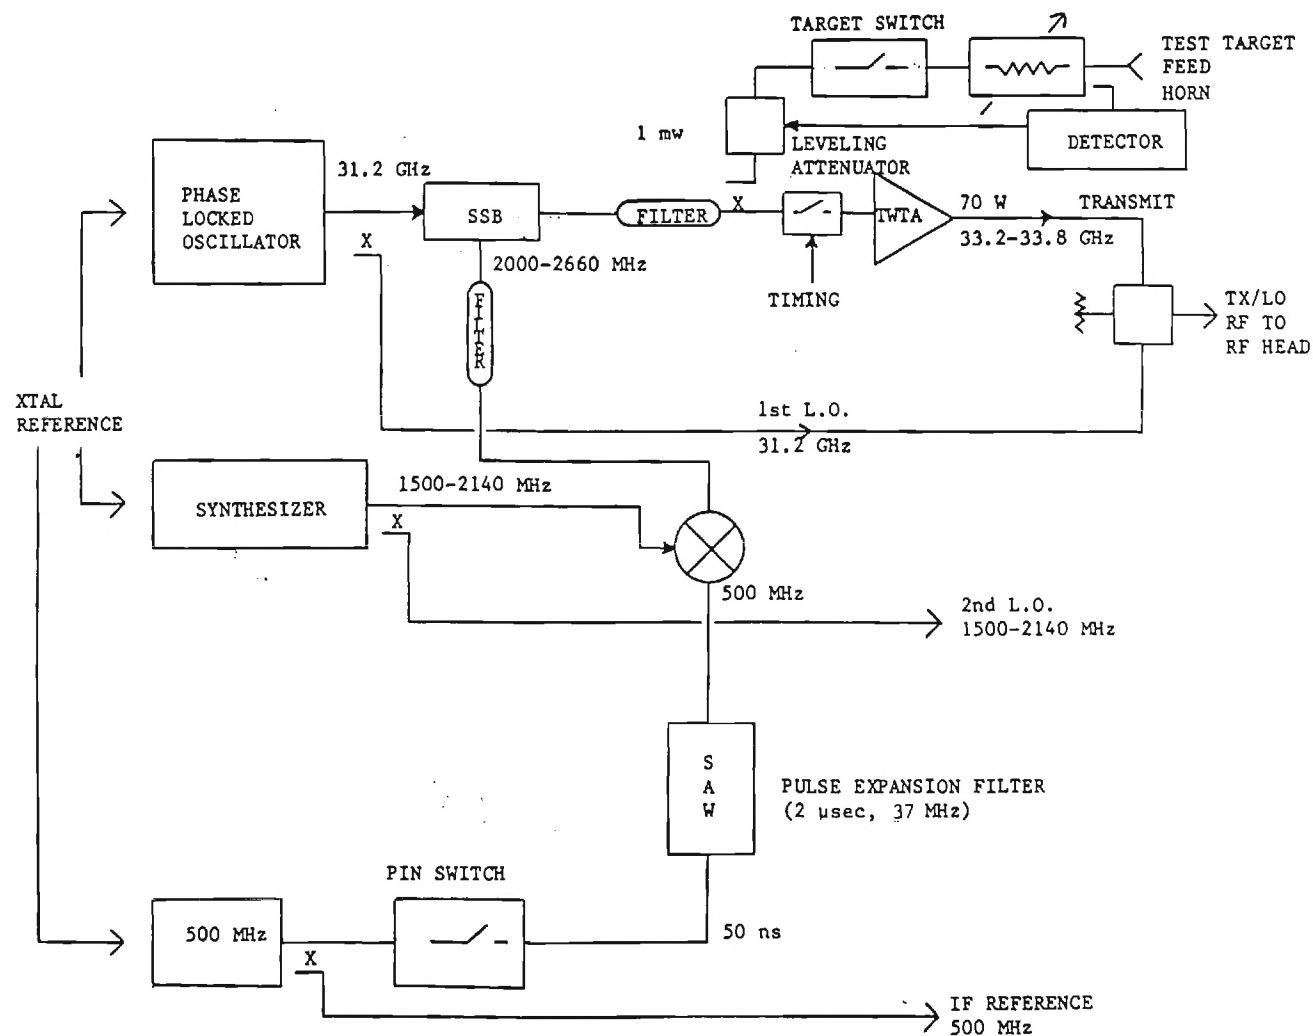 TARGET SWITCH
TEST TARGET
FEED
HORN
1 mw
DETECTOR
LEVELING
ATTENUATOR
31.2 GHz
PHASE
LOCKED
OSCILLATOR
SSB
FILTER
X
TWTA
70 W
TRANSMIT
33.2-33.8 GHz
X
2000-2660 MHz
TIMING
FILTER
TX/LO
RF TO
RF HEAD
XTAL
REFERENCE
1st L.O.
31.2 GHz
1500-2140 MHz
SYNTHESIZER
X
500 MHz
2nd L.O.
1500-2140 MHz
SAW
PULSE EXPANSION FILTER
(2 μsec, 37 MHz)
PIN SWITCH
500 MHz
50 ns
X
IF REFERENCE
500 MHz